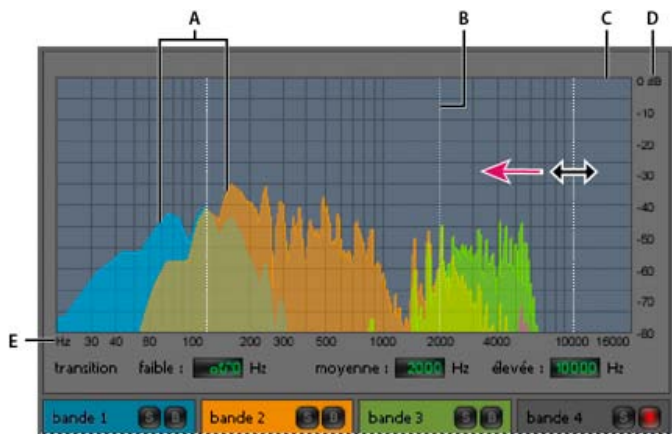 A B C D
0 dB
-10
-20
-30
-40
-50
-60
-70
-80
E
Hz 30 40 60 80 100 200 300 500 1000 2000 4000 10000 15000
transition faible : Hz moyenne : 2000 Hz élevée : 10000 Hz
bande 1 S B bande 2 S B bande 3 S B bande 4 S